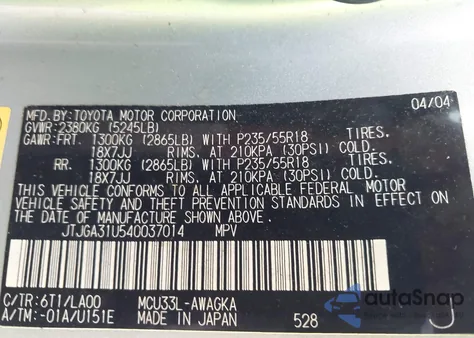 MFD.BY:TOYOTA MOTOR CORPORATION 04/04
GVWR:2380KG (5245LB)
GAWR:FRT. 1300KG (2865LB) WITH P235/55R18 TIRES.
18X7JJ RIMS, AT 210KPA (30PSI) COLD.
RR. 1300KG (2865LB) WITH P235/55R18 TIRES.
18X7JJ RIMS, AT 210KPA (30PSI) COLD.
THIS VEHICLE CONFORMS TO ALL APPLICABLE FEDERAL MOTOR
VEHICLE SAFETY AND THEFT PREVENTION STANDARDS IN EFFECT ON
THE DATE OF MANUFACTURE SHOWN ABOVE.
JTJGA31U540037014 MPV
C/TR:6T1/LA00 MCU33L-AWAGKA
A/TM:-01A/U151E MADE IN JAPAN 528 J
autoSnap